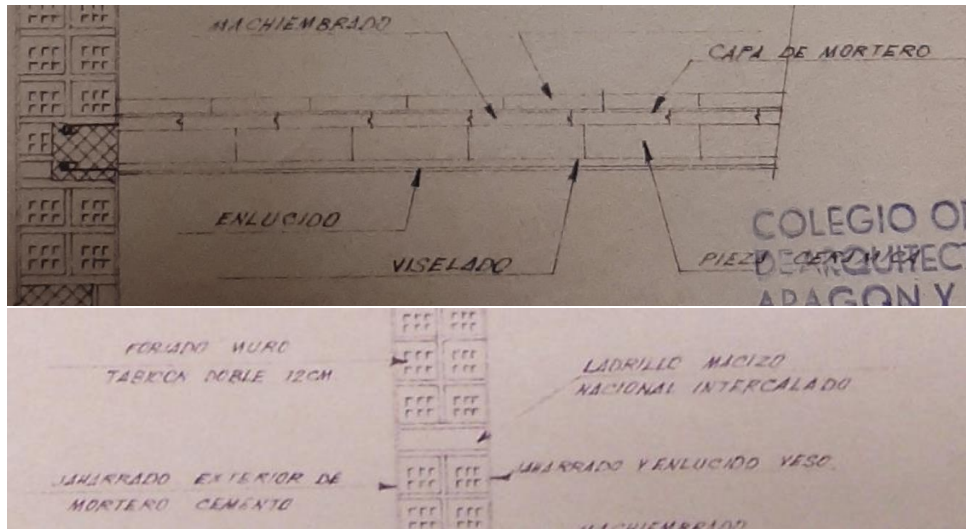 MACHIEMBRADO
CAPA DE MORTERO
ENLUCIDO
VISELADO
PIEZA CERAMICA
COLEGIO
DE ARQUITECT
ARAGON Y
FORJADO MURO
TABICON DOBLE 12CM
LADRILLO MACIZO
NACIONAL INTERCALADO
JAHARRADO EXTERIOR DE
MORTERO CEMENTO
JAHARRADO Y ENLUCIDO YESO
MACHIEMBRADO